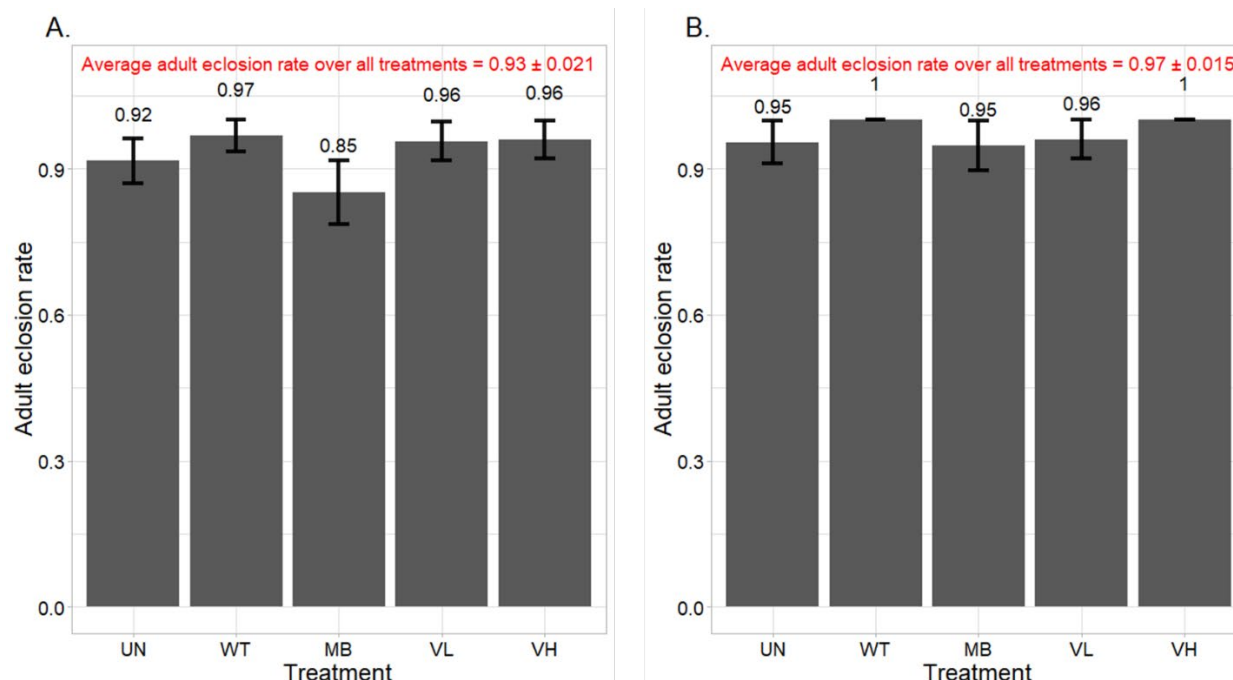 A.
Average adult eclosion rate over all treatments = 0.93 ± 0.021
0.92
0.97
0.85
0.96
0.96
0.9
0.6
0.3
0.0
Adult eclosion rate
UN WT MB VL VH
Treatment
B.
Average adult eclosion rate over all treatments = 0.97 ± 0.015
0.95
1
0.95
0.96
1
0.9
0.6
0.3
0.0
Adult eclosion rate
UN WT MB VL VH
Treatment